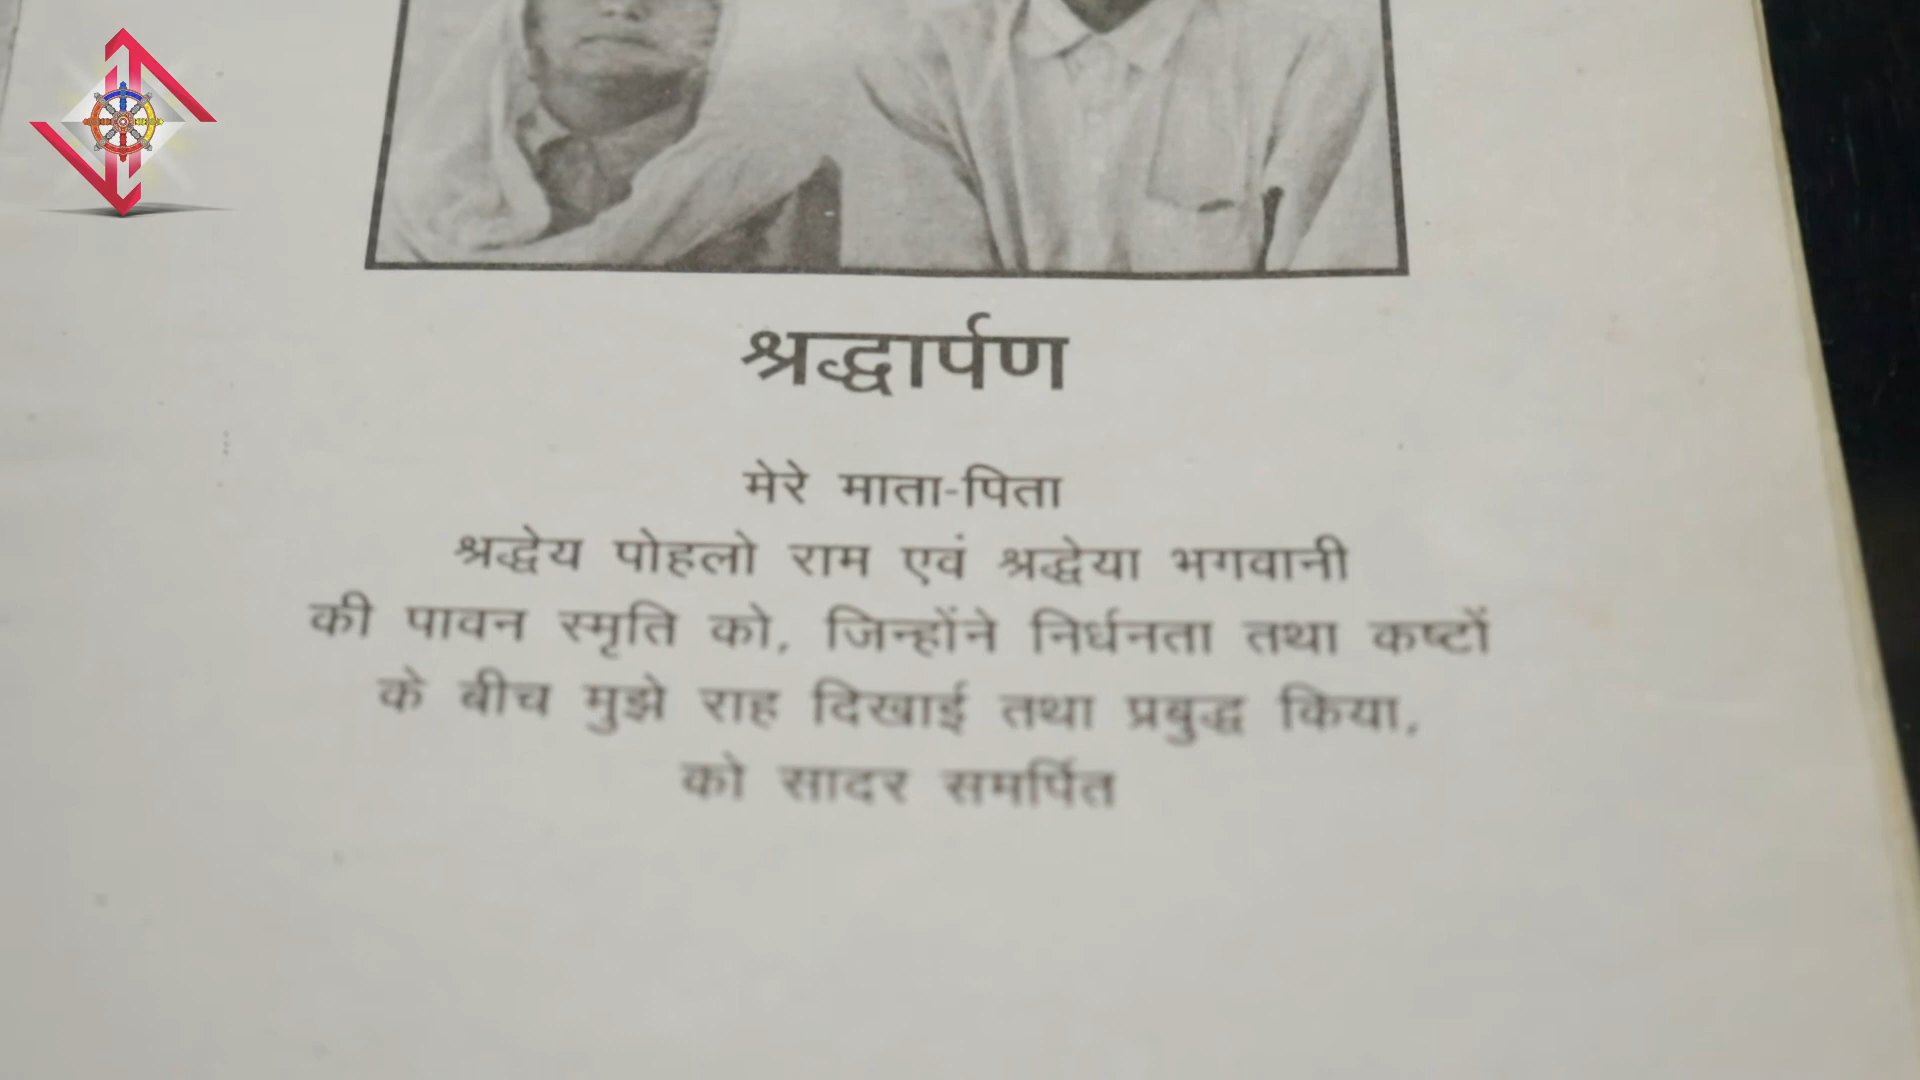 श्रद्धार्पण
मेरे माता-पिता
श्रद्धेय पोहलो राम एवं श्रद्धेया भगवानी
की पावन स्मृति को, जिन्होंने निर्धनता तथा कष्टों
के बीच मुझे राह दिखाई तथा प्रबुद्ध किया,
को सादर समर्पित